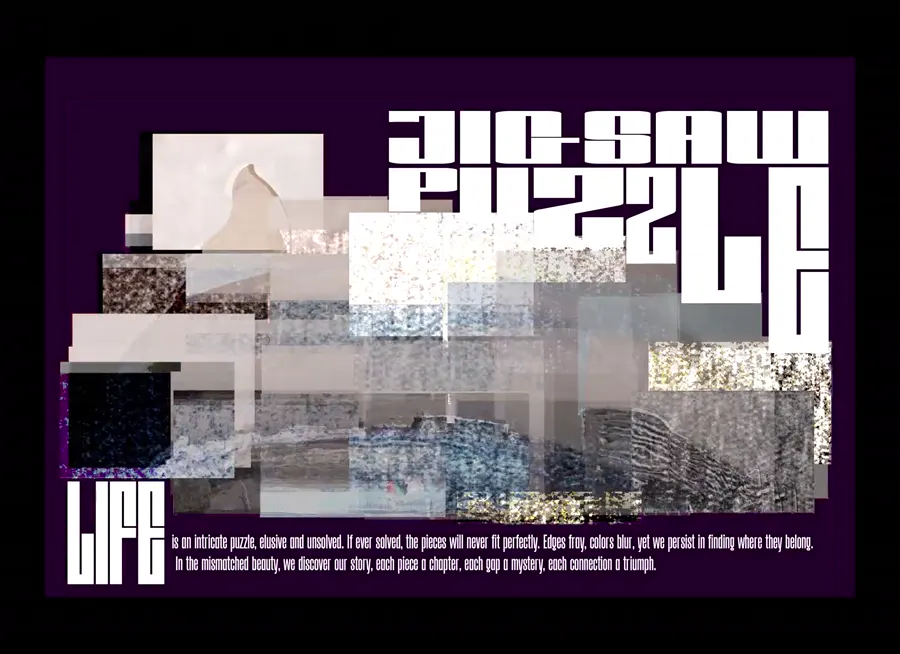 JIGSAW
PUZZLE
LIFE
is an intricate puzzle, elusive and unsolved. If ever solved, the pieces will never fit perfectly. Edges fray, colors blur, yet we persist in finding where they belong.
In the mismatched beauty, we discover our story, each piece a chapter, each gap a mystery, each connection a triumph.